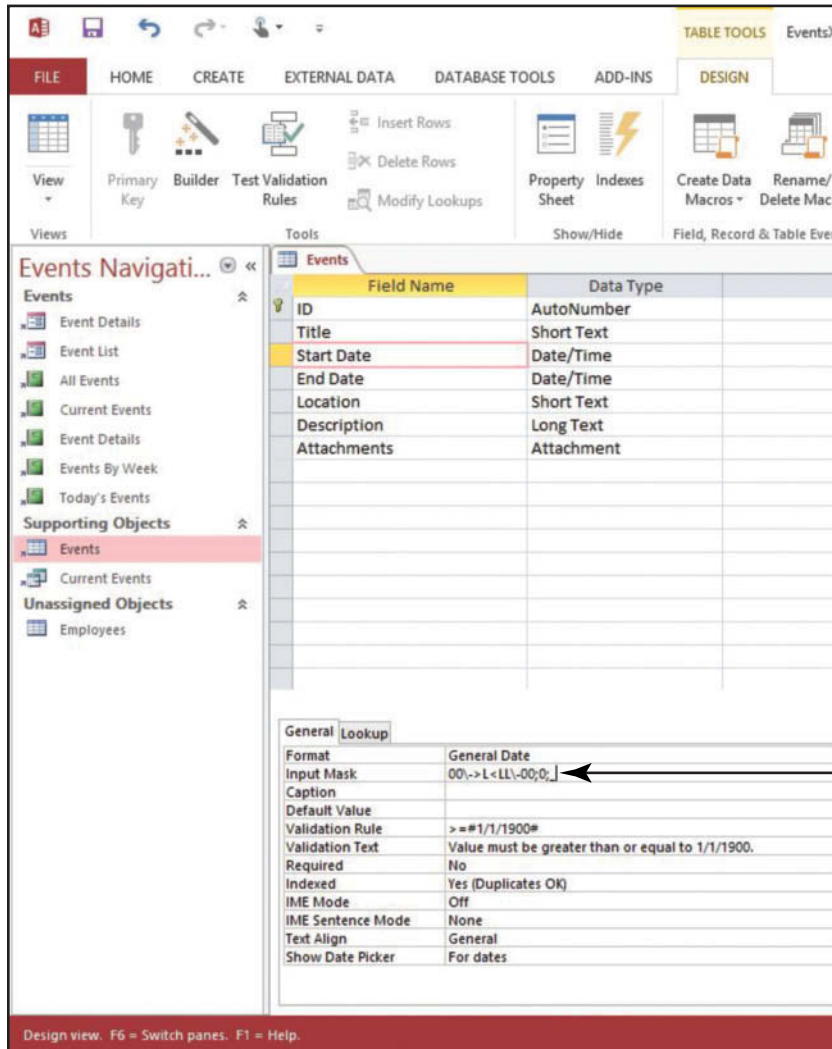 TABLE TOOLS Events
FILE HOME CREATE EXTERNAL DATA DATABASE TOOLS ADD-INS DESIGN
View
Primary Key
Builder
Test Validation Rules
Insert Rows
Delete Rows
Modify Lookups
Property Sheet
Indexes
Create Data Macros
Rename/
Delete Mac
Views Tools Show/Hide Field, Record & Table Eve
Events Navigati...
Events
Event Details
Event List
All Events
Current Events
Event Details
Events By Week
Today's Events
Supporting Objects
Events
Current Events
Unassigned Objects
Employees
Events
Field Name Data Type
ID AutoNumber
Title Short Text
Start Date Date/Time
End Date Date/Time
Location Short Text
Description Long Text
Attachments Attachment
General Lookup
Format General Date
Input Mask 00\->L<LL\-00;0;_
Caption
Default Value
Validation Rule >=#1/1/1900#
Validation Text Value must be greater than or equal to 1/1/1900.
Required No
Indexed Yes (Duplicates OK)
IME Mode Off
IME Sentence Mode None
Text Align General
Show Date Picker For dates
Design view. F6 = Switch panes. F1 = Help.